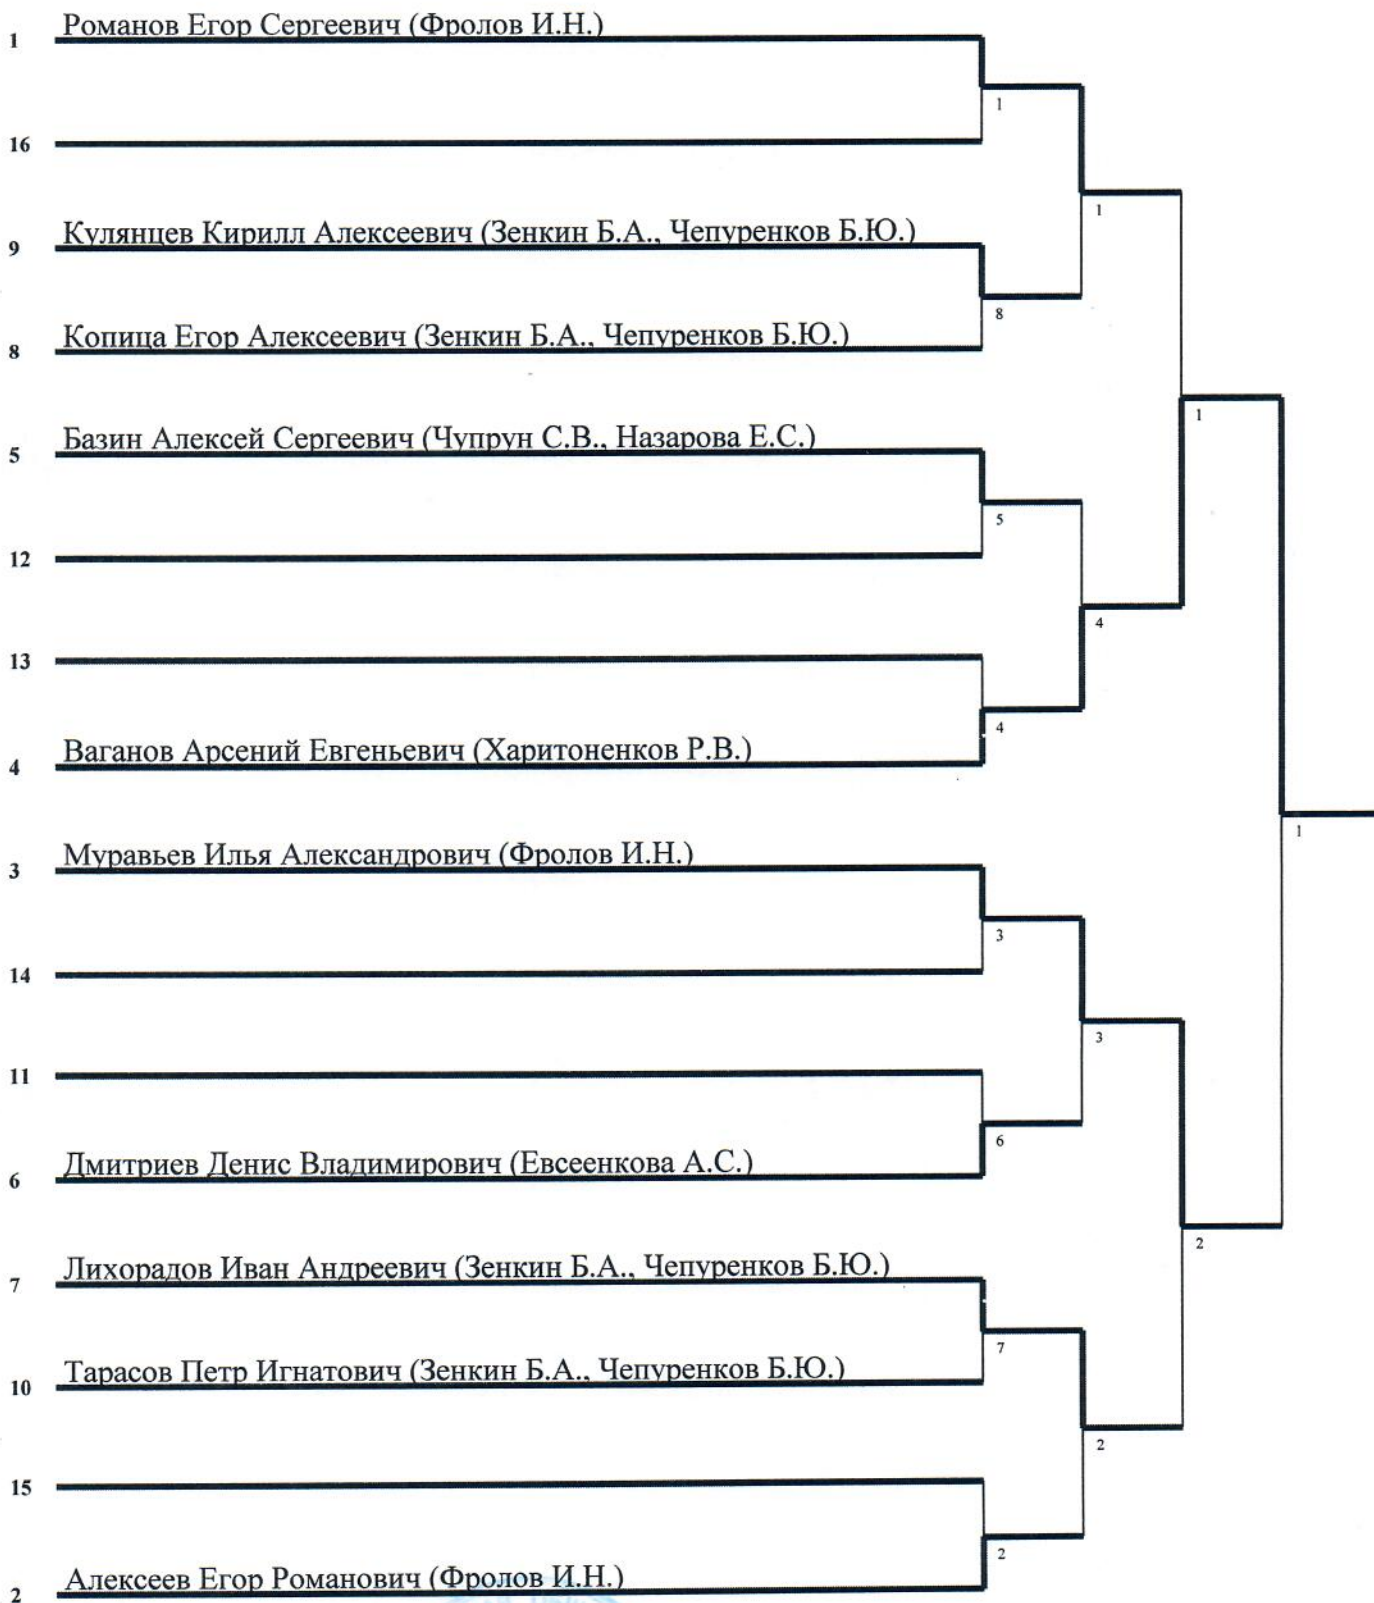 1 Романов Егор Сергеевич (Фролов И.Н.)
1
16
1
9 Кулянцев Кирилл Алексеевич (Зенкин Б.А., Чепуренков Б.Ю.)
8
8 Копица Егор Алексеевич (Зенкин Б.А., Чепуренков Б.Ю.)
1
5 Базин Алексей Сергеевич (Чупрун С.В., Назарова Е.С.)
5
12
4
13
4
4 Ваганов Арсений Евгеньевич (Харитоненков Р.В.)
1
3 Муравьев Илья Александрович (Фролов И.Н.)
3
14
3
11
6
6 Дмитриев Денис Владимирович (Евсеенкова А.С.)
2
7 Лихорадов Иван Андреевич (Зенкин Б.А., Чепуренков Б.Ю.)
7
10 Тарасов Петр Игнатович (Зенкин Б.А., Чепуренков Б.Ю.)
2
15
2
2 Алексеев Егор Романович (Фролов И.Н.)